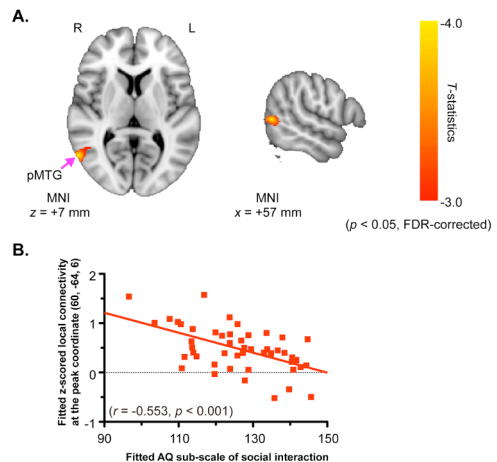 A.
R
L
pMTG
MNI
z = +7 mm
MNI
x = +57 mm
-4.0
T-statistics
-3.0
(p < 0.05, FDR-corrected)
B.
Fitted z-scored local connectivity
at the peak coordinate (60, -64, 6)
2
1
0
-1
(r = -0.553, p < 0.001)
90
110
130
150
Fitted AQ sub-scale of social interaction